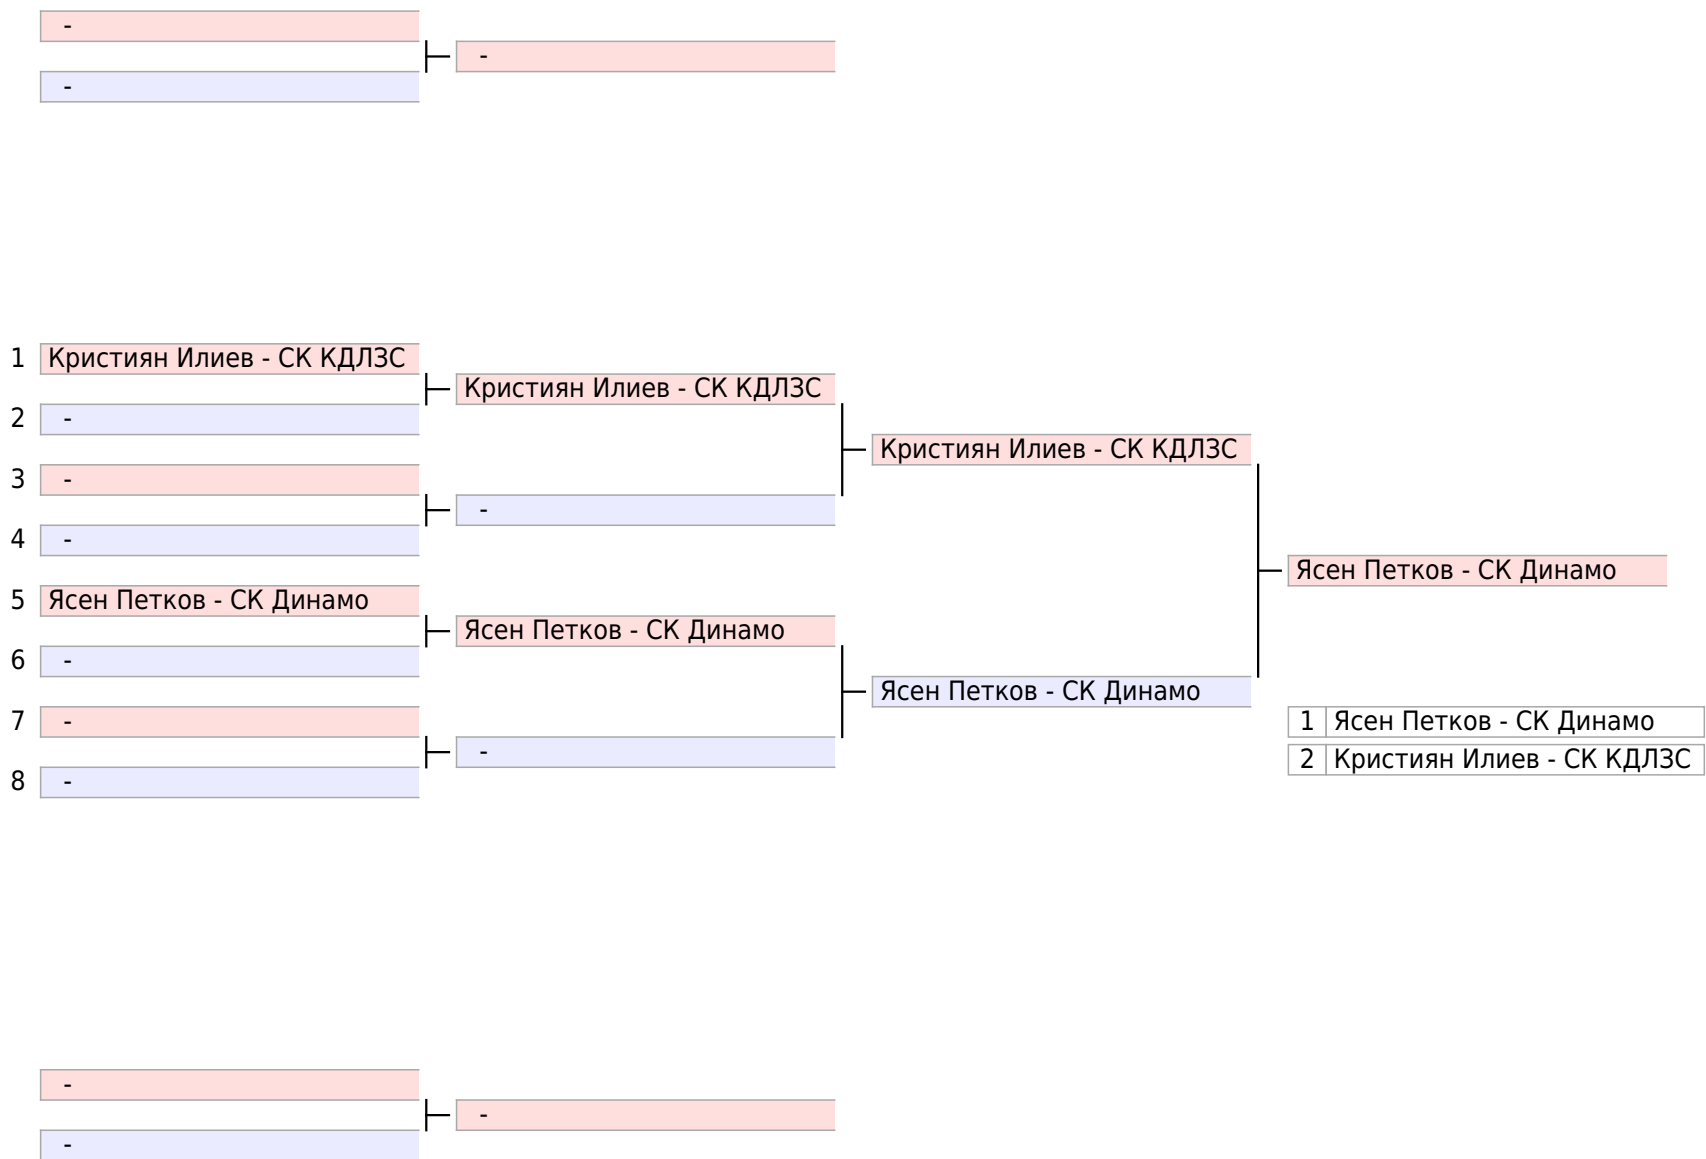 -
-
-
1 Кристиян Илиев - СК КДЛЗС
Кристиян Илиев - СК КДЛЗС
2 -
Кристиян Илиев - СК КДЛЗС
3 -
-
4 -
Ясен Петков - СК Динамо
5 Ясен Петков - СК Динамо
Ясен Петков - СК Динамо
6 -
Ясен Петков - СК Динамо
7 -
1 Ясен Петков - СК Динамо
-
2 Кристиян Илиев - СК КДЛЗС
8 -
-
-
-